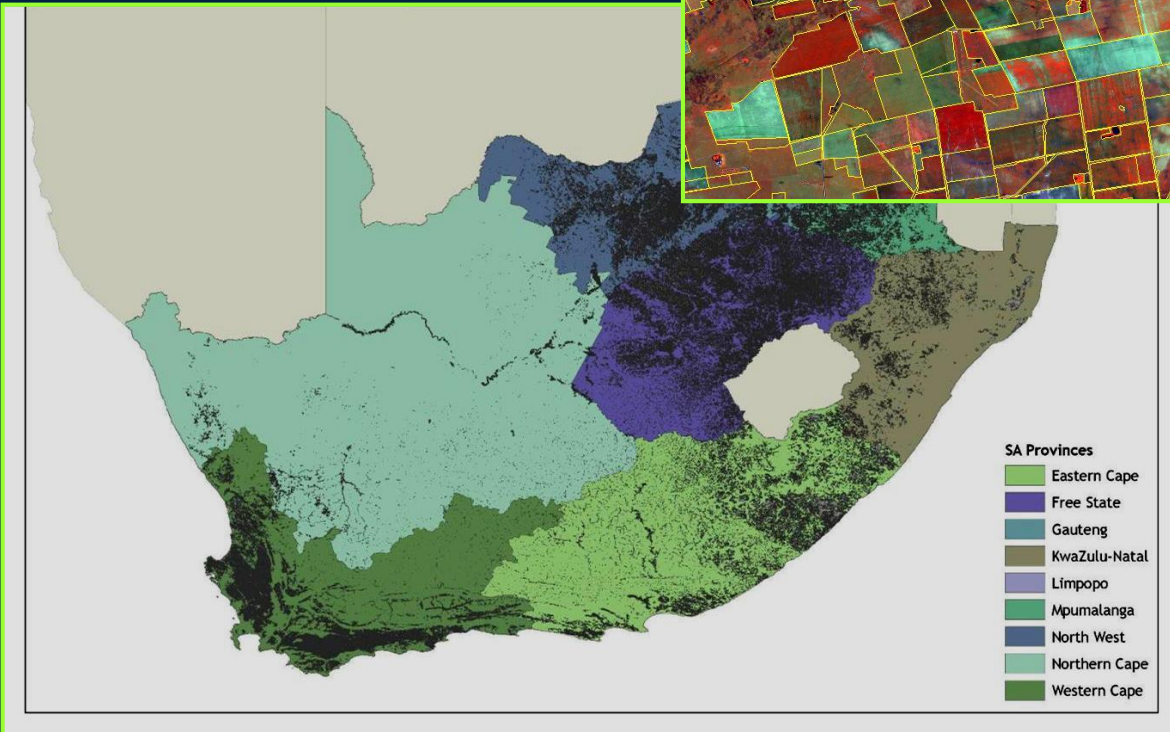 SA Provinces
Eastern Cape
Free State
Gauteng
KwaZulu-Natal
Limpopo
Mpumalanga
North West
Northern Cape
Western Cape